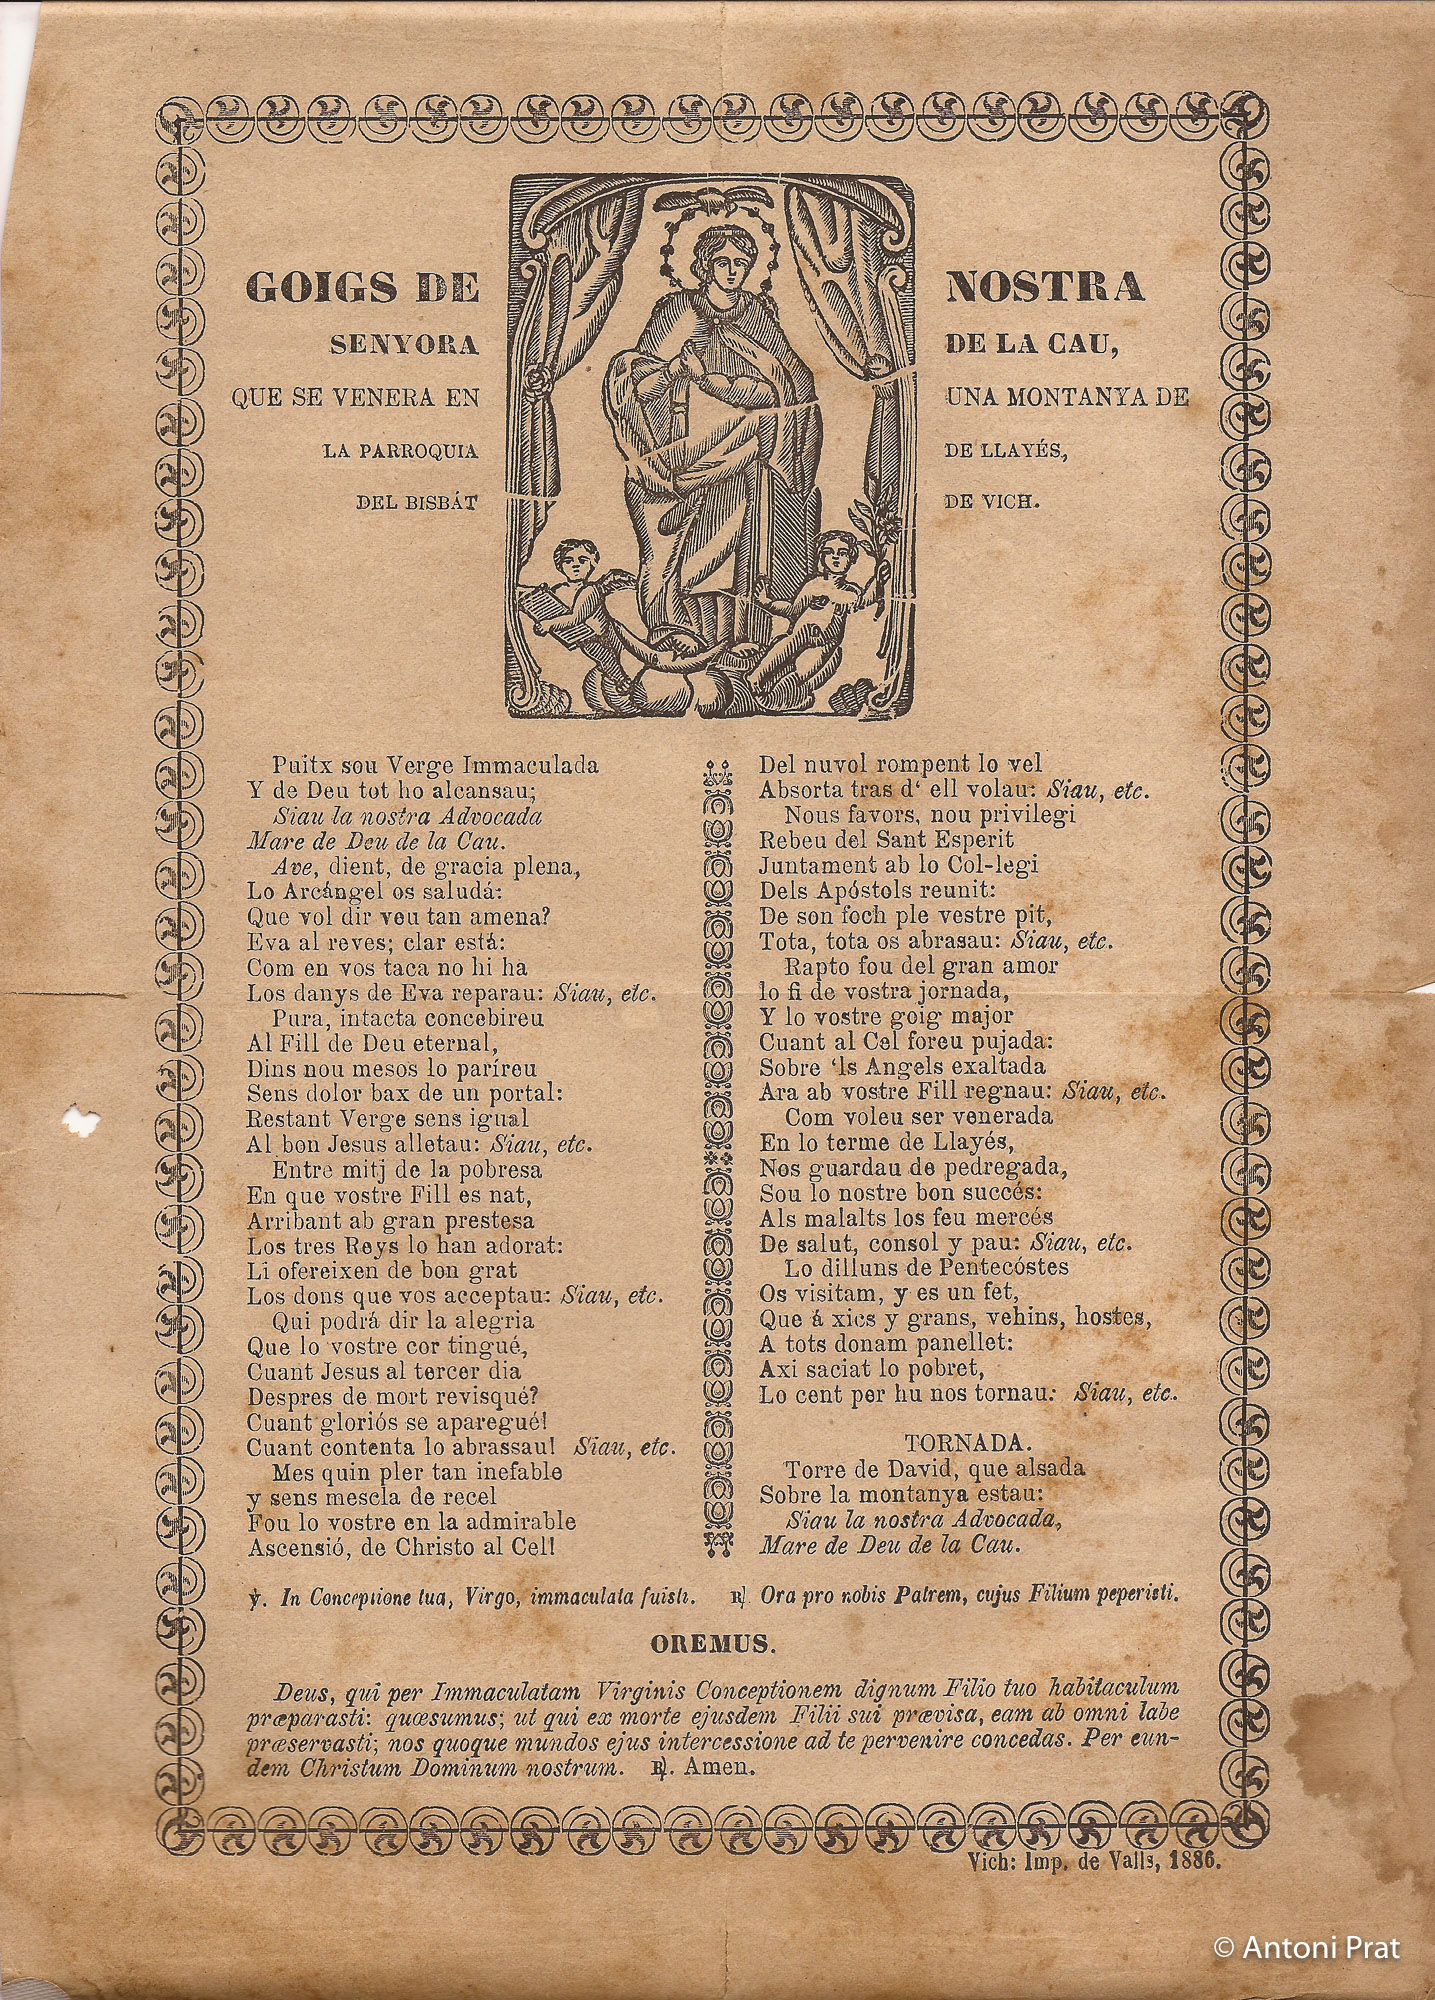 GOIGS DE NOSTRA
SENYORA DE LA CAU,
QUE SE VENERA EN UNA MONTANYA DE
LA PARROQUIA DE LLAYÉS,
DEL BISBÁT DE VICH.
Puitx sou Verge Immaculada
Y de Deu tot ho alcansau;
Siau la nostra Advocada
Mare de Deu de la Cau.
Ave, dient, de gracia plena,
Lo Arcángel os saludá:
Que vol dir veu tan amena?
Eva al reves; clar está:
Com en vos taca no hi ha
Los danys de Eva reparau: Siau, etc.
Pura, intacta concebireu
Al Fill de Deu eternal,
Dins nou mesos lo parireu
Sens dolor bax de un portal:
Restant Verge sens igual
Al bon Jesus alletau: Siau, etc.
Entre mitj de la pobresa
En que vostre Fill es nat,
Arribant ab gran prestesa
Los tres Reys lo han adorat:
Li ofereixen de bon grat
Los dons que vos acceptau: Siau, etc.
Qui podrá dir la alegria
Que lo vostre cor tingué,
Cuant Jesus al tercer dia
Despres de mort revisqué?
Cuant gloriós se aparegué!
Cuant contenta lo abrassau! Siau, etc.
Mes quin pler tan inefable
y sens mescla de recel
Fou lo vostre en la admirable
Ascensió, de Christo al Cel!
Del nuvol rompent lo vel
Absorta tras d' ell volau: Siau, etc.
Nous favors, nou privilegi
Rebeu del Sant Esperit
Juntament ab lo Col-legi
Dels Apóstols reunit:
De son foch ple vestre pit,
Tota, tota os abrasau: Siau, etc.
Rapto fou del gran amor
lo fi de vostra jornada,
Y lo vostre goig major
Cuant al Cel foreu pujada:
Sobre 'ls Angels exaltada
Ara ab vostre Fill regnau: Siau, etc.
Com voleu ser venerada
En lo terme de Llayés,
Nos guardau de pedregada,
Sou lo nostre bon succés:
Als malalts los feu mercés
De salut, consol y pau: Siau, etc.
Lo dilluns de Pentecóstes
Os visitam, y es un fet,
Que á xics y grans, vehins, hostes,
A tots donam panellet:
Axi saciat lo pobret,
Lo cent per hu nos tornau: Siau, etc.
TORNADA.
Torre de David, que alsada
Sobre la montanya estau:
Siau la nostra Advocada,
Mare de Deu de la Cau.
℣. In Conceptione tua, Virgo, immaculata fuisti. ℟. Ora pro nobis Patrem, cujus Filium peperisti.
OREMUS.
Deus, qui per Immaculatam Virginis Conceptionem dignum Filio tuo habitaculum
præparasti: quœsumus; ut qui ex morte ejusdem Filii sui prævisa, eam ab omni labe
præservasti; nos quoque mundos ejus intercessione ad te pervenire concedas. Per eun-
dem Christum Dominum nostrum. ℟. Amen.
Vich: Imp. de Valls, 1886.
© Antoni Prat